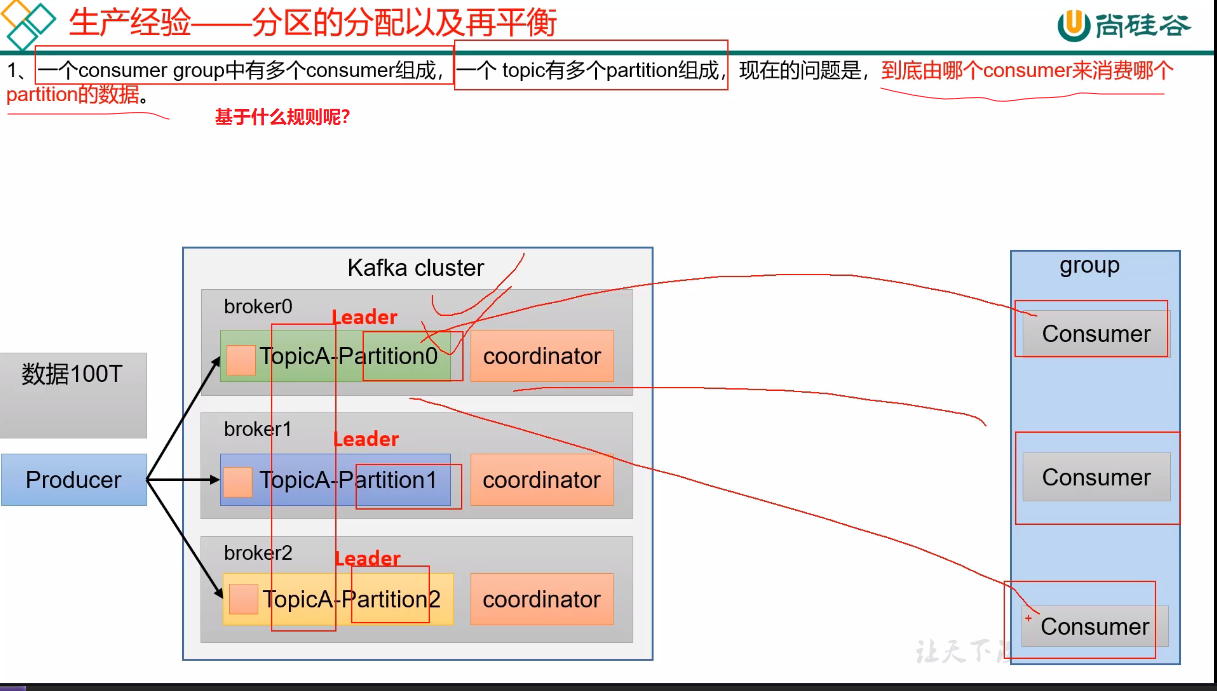 生产经验——分区的分配以及再平衡
尚硅谷
1、一个consumer group中有多个consumer组成，一个 topic有多个partition组成，现在的问题是，到底由哪个consumer来消费哪个
partition的数据。
基于什么规则呢?
Kafka cluster
group
broker0
Leader
TopicA-Partition0
coordinator
Consumer
数据100T
broker1
Leader
Producer
TopicA-Partition1
coordinator
Consumer
broker2
Leader
TopicA-Partition2
coordinator
Consumer
让天下